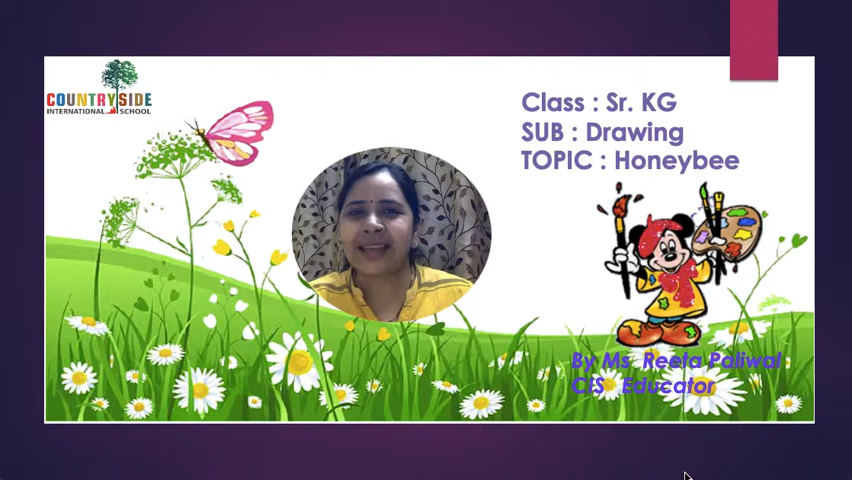 COUNTRYSIDE
INTERNATIONAL SCHOOL
Class : Sr. KG
SUB : Drawing
TOPIC : Honeybee
By Ms Reeta Paliwal
CIS Educator